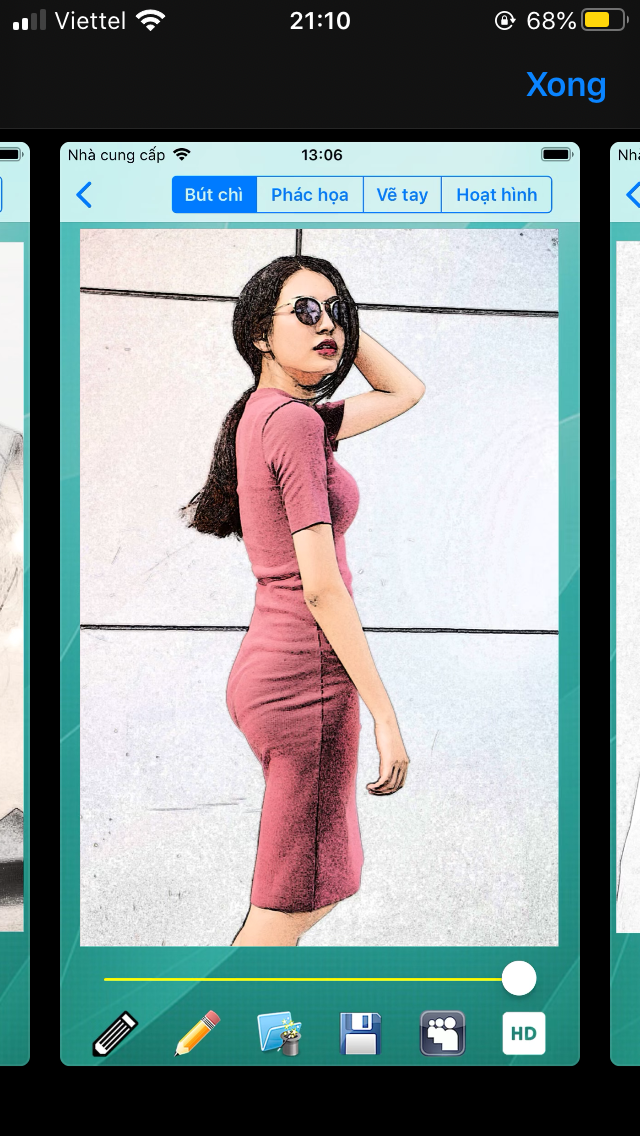 Viettel 21:10 68%
Xong
Nhà cung cấp 13:06
Bút chì Phác họa Vẽ tay Hoạt hình
HD